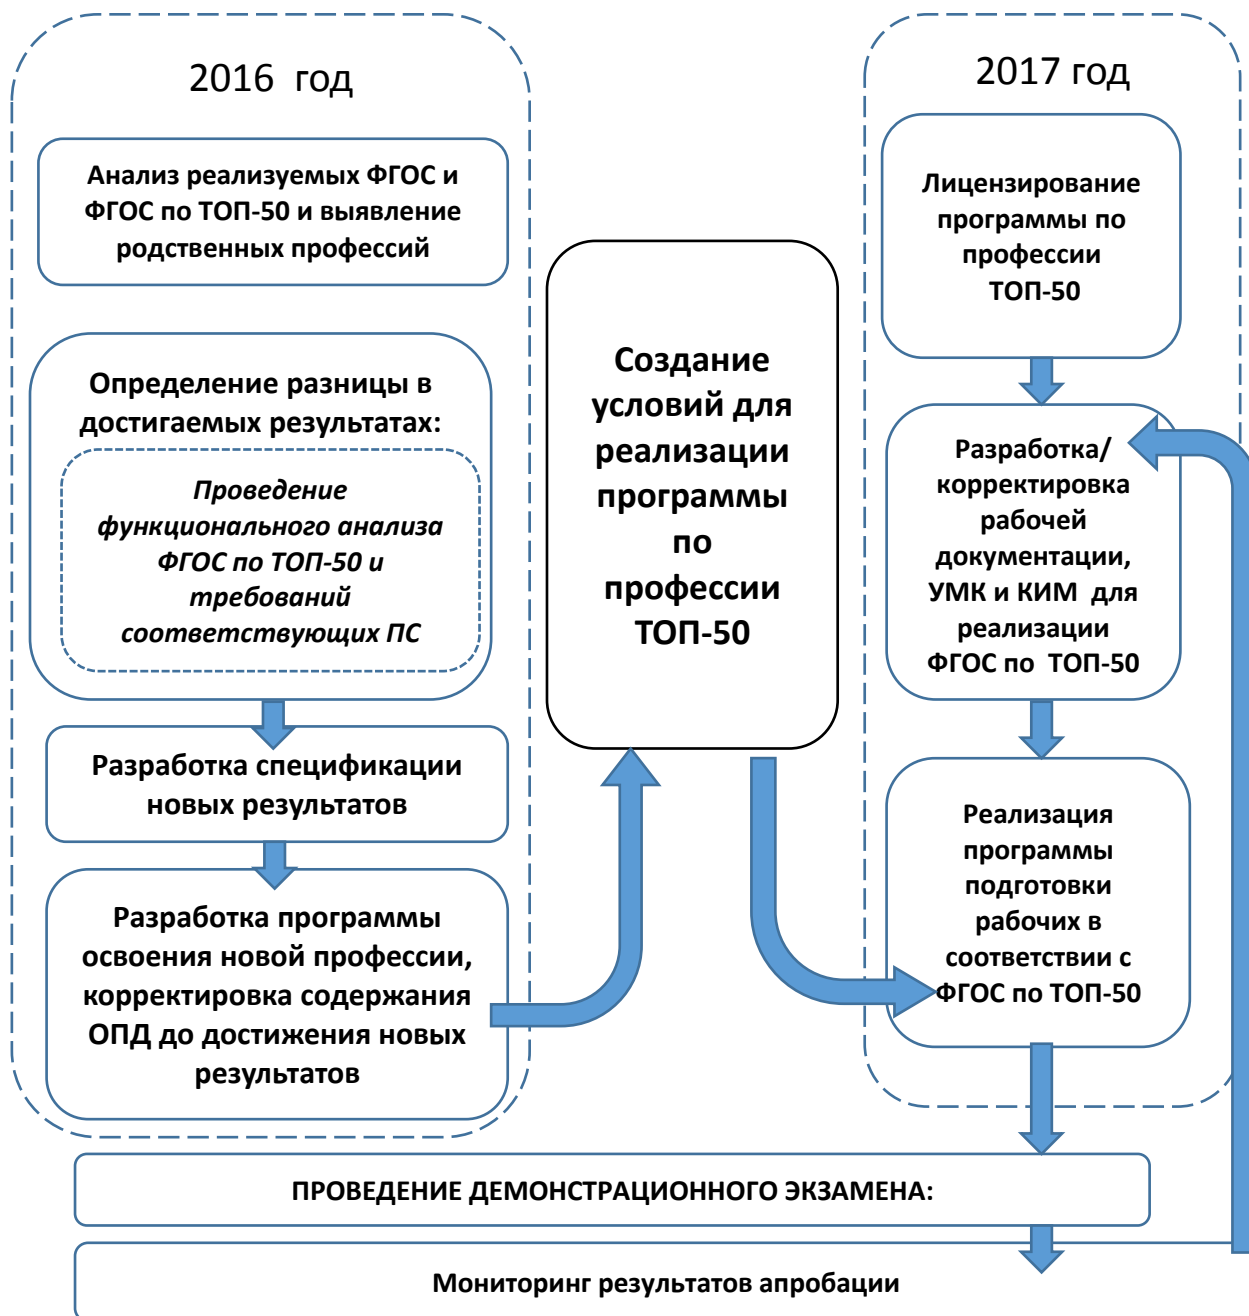 2016 год
Анализ реализуемых ФГОС и
ФГОС по ТОП-50 и выявление
родственных профессий
Определение разницы в
достигаемых результатах:
Проведение
функционального анализа
ФГОС по ТОП-50 и
требований
соответствующих ПС
Разработка спецификации
новых результатов
Разработка программы
освоения новой профессии,
корректировка содержания
ОПД до достижения новых
результатов
Создание
условий для
реализации
программы
по
профессии
ТОП-50
2017 год
Лицензирование
программы по
профессии
ТОП-50
Разработка/
корректировка
рабочей
документации,
УМК и КИМ для
реализации
ФГОС по ТОП-50
Реализация
программы
подготовки
рабочих в
соответствии с
ФГОС по ТОП-50
ПРОВЕДЕНИЕ ДЕМОНСТРАЦИОННОГО ЭКЗАМЕНА:
Мониторинг результатов апробации